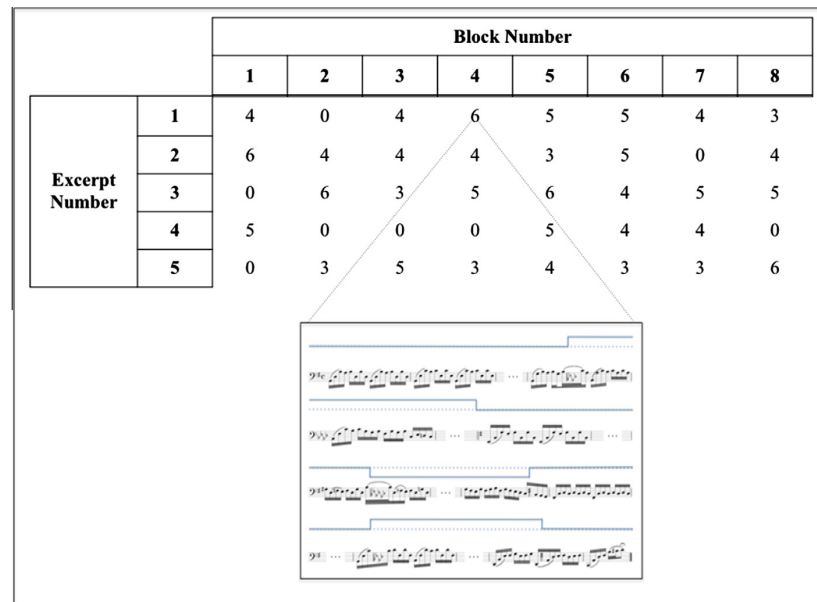 Block Number
1 2 3 4 5 6 7 8
Excerpt Number
1 4 0 4 6 5 5 4 3
2 6 4 4 4 3 5 0 4
3 0 6 3 5 6 4 5 5
4 5 0 0 0 5 4 4 0
5 0 3 5 3 4 3 3 6